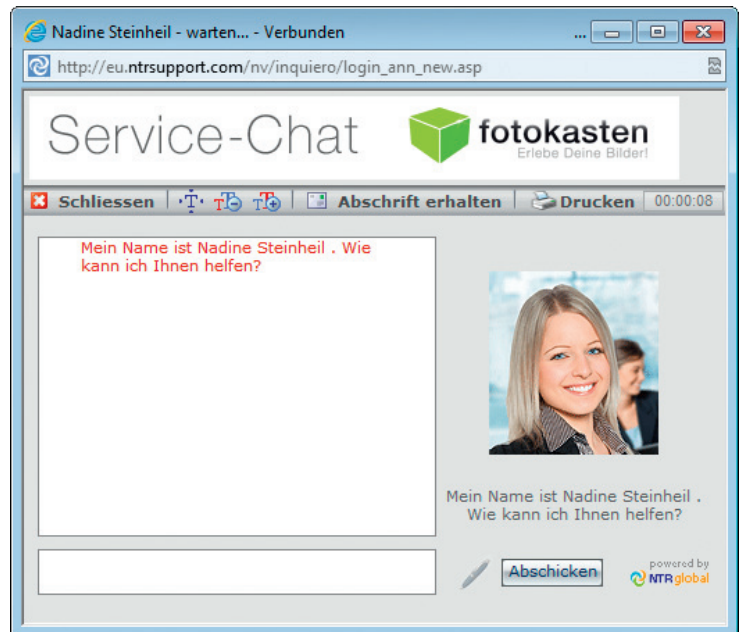 Nadine Steinheil - warten... - Verbunden ...
http://eu.ntrsupport.com/nv/inquiero/login_ann_new.asp
Service-Chat fotokasten
Erlebe Deine Bilder!
Schliessen Abschrift erhalten Drucken 00:00:08
Mein Name ist Nadine Steinheil . Wie
kann ich Ihnen helfen?
Mein Name ist Nadine Steinheil .
Wie kann ich Ihnen helfen?
Abschicken
powered by
NTRglobal